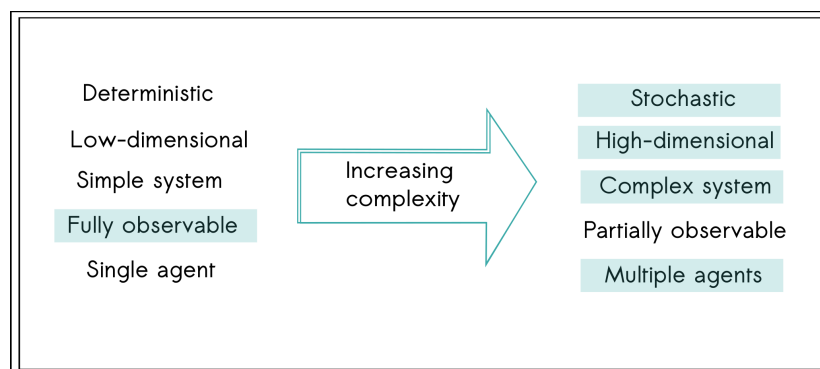 Deterministic
Low-dimensional
Simple system
Fully observable
Single agent
Increasing
complexity
Stochastic
High-dimensional
Complex system
Partially observable
Multiple agents